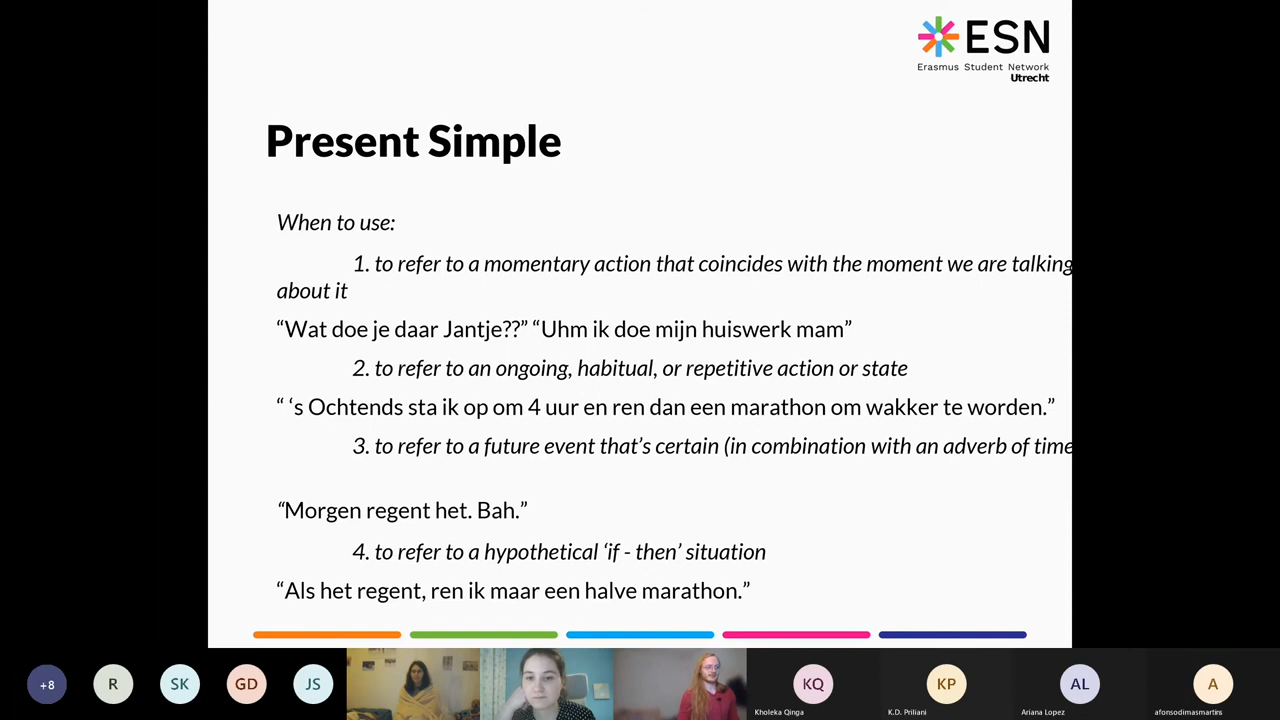 ESN
Erasmus Student Network
Utrecht
Present Simple
When to use:
1. to refer to a momentary action that coincides with the moment we are talking
about it
“Wat doe je daar Jantje??” “Uhm ik doe mijn huiswerk mam”
2. to refer to an ongoing, habitual, or repetitive action or state
“ ‘s Ochtends sta ik op om 4 uur en ren dan een marathon om wakker te worden.”
3. to refer to a future event that’s certain (in combination with an adverb of time
“Morgen regent het. Bah.”
4. to refer to a hypothetical ‘if - then’ situation
“Als het regent, ren ik maar een halve marathon.”
+8
R
SK
GD
JS
KQ
KP
AL
A
Kholeka Qinga
K.D. Priliani
Ariana Lopez
afonsodimasmartins